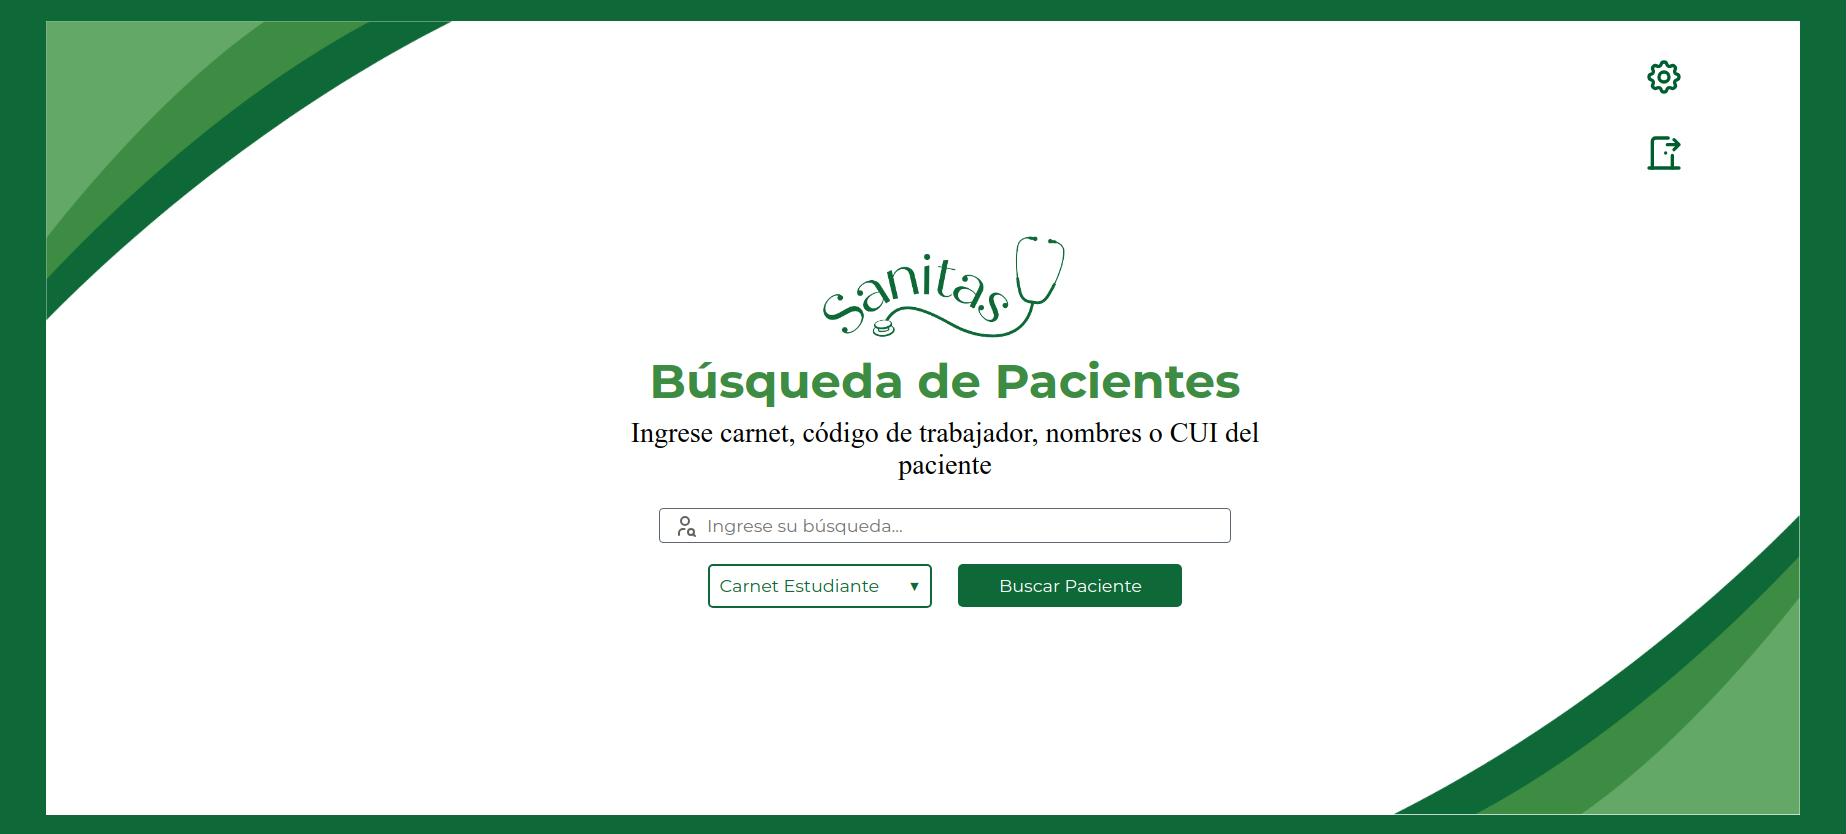 Sanitas
Búsqueda de Pacientes
Ingrese carnet, código de trabajador, nombres o CUI del
paciente
Ingrese su búsqueda...
Carnet Estudiante ▼
Buscar Paciente